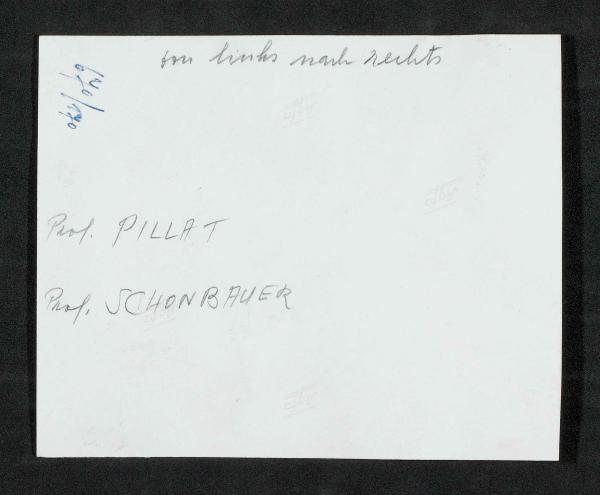 von links nach rechts
Prof. PILLAT
Prof. SCHONBAUER